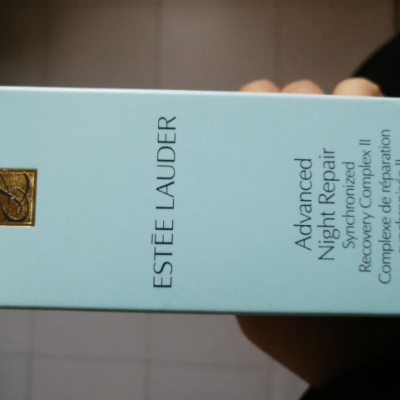 ESTĒE LAUDER
Advanced
Night Repair
Synchronized
Recovery Complex II
Complexe de réparation